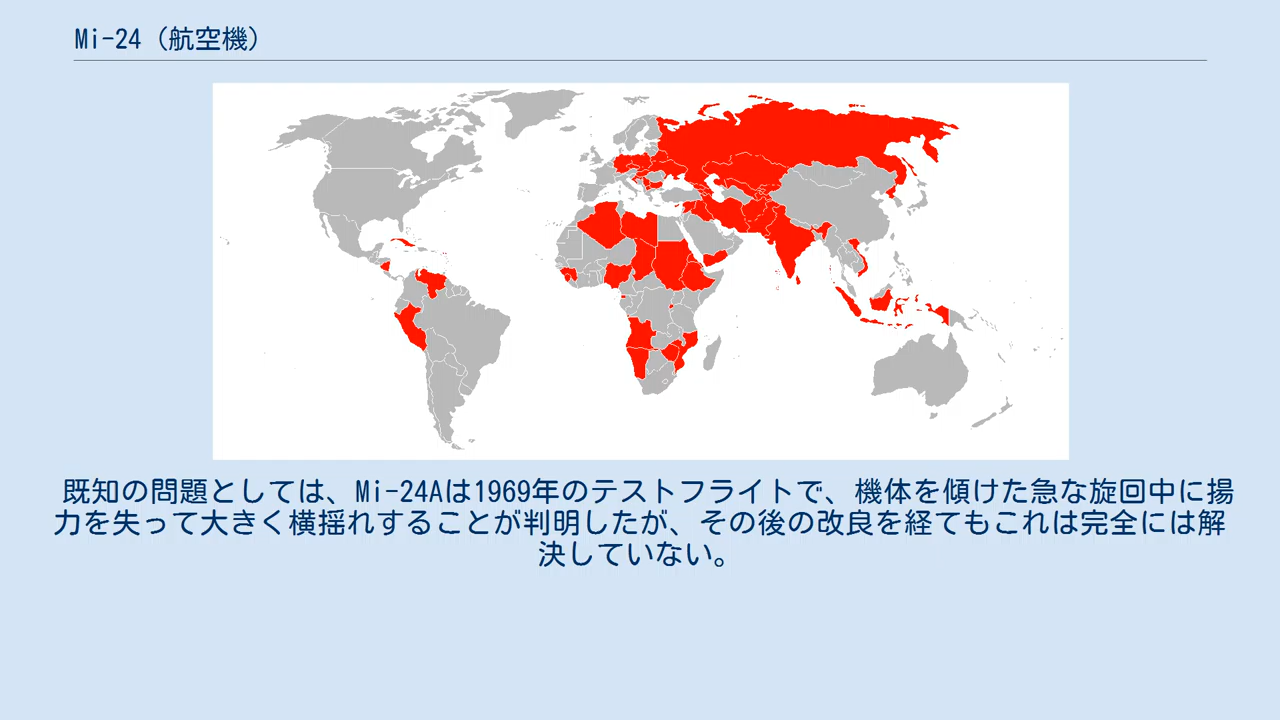 Mi-24（航空機）
既知の問題としては、Mi-24Aは1969年のテストフライトで、機体を傾けた急な旋回中に揚
力を失って大きく横揺れすることが判明したが、その後の改良を経てもこれは完全には解
決していない。